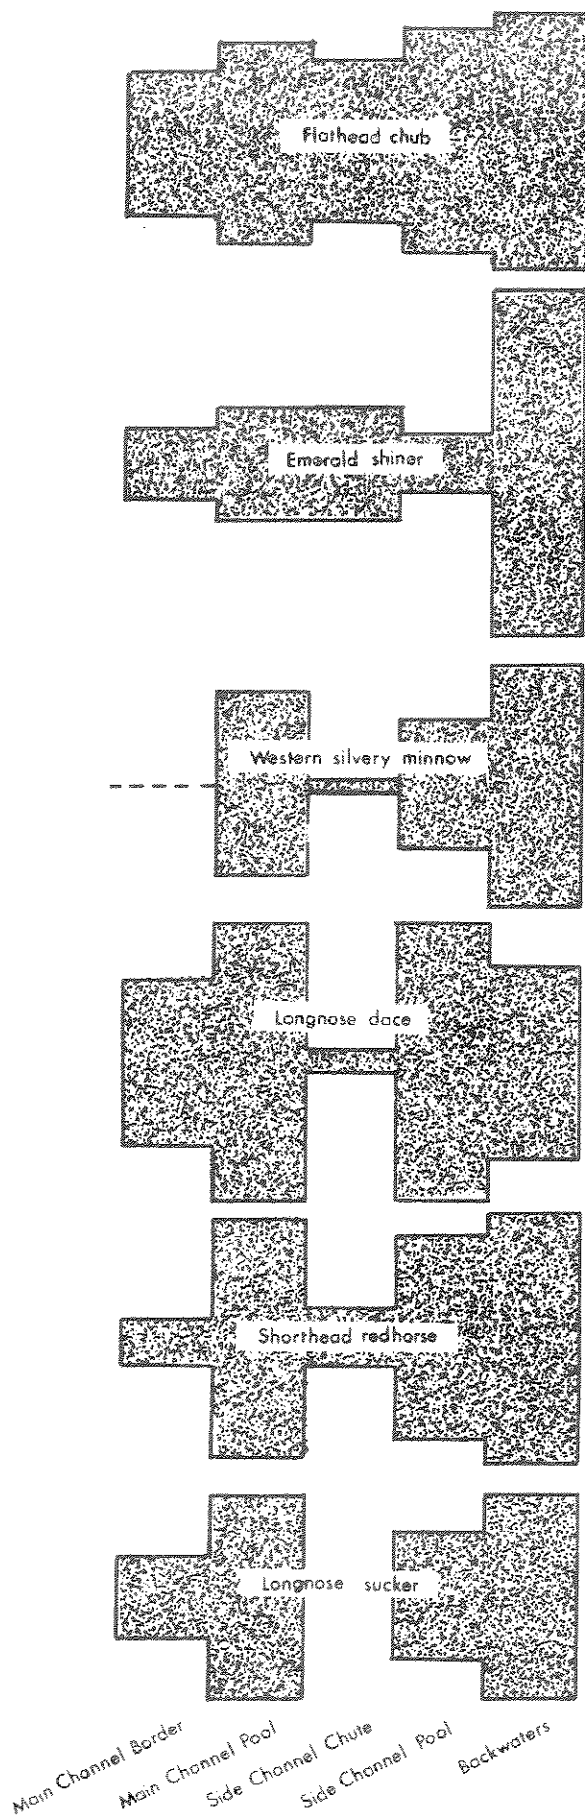 Flathead chub
Emerald shiner
Western silvery minnow
Longnose dace
Shorthead redhorse
Longnose sucker
Main Channel Border
Main Channel Pool
Side Channel Chute
Side Channel Pool
Backwaters